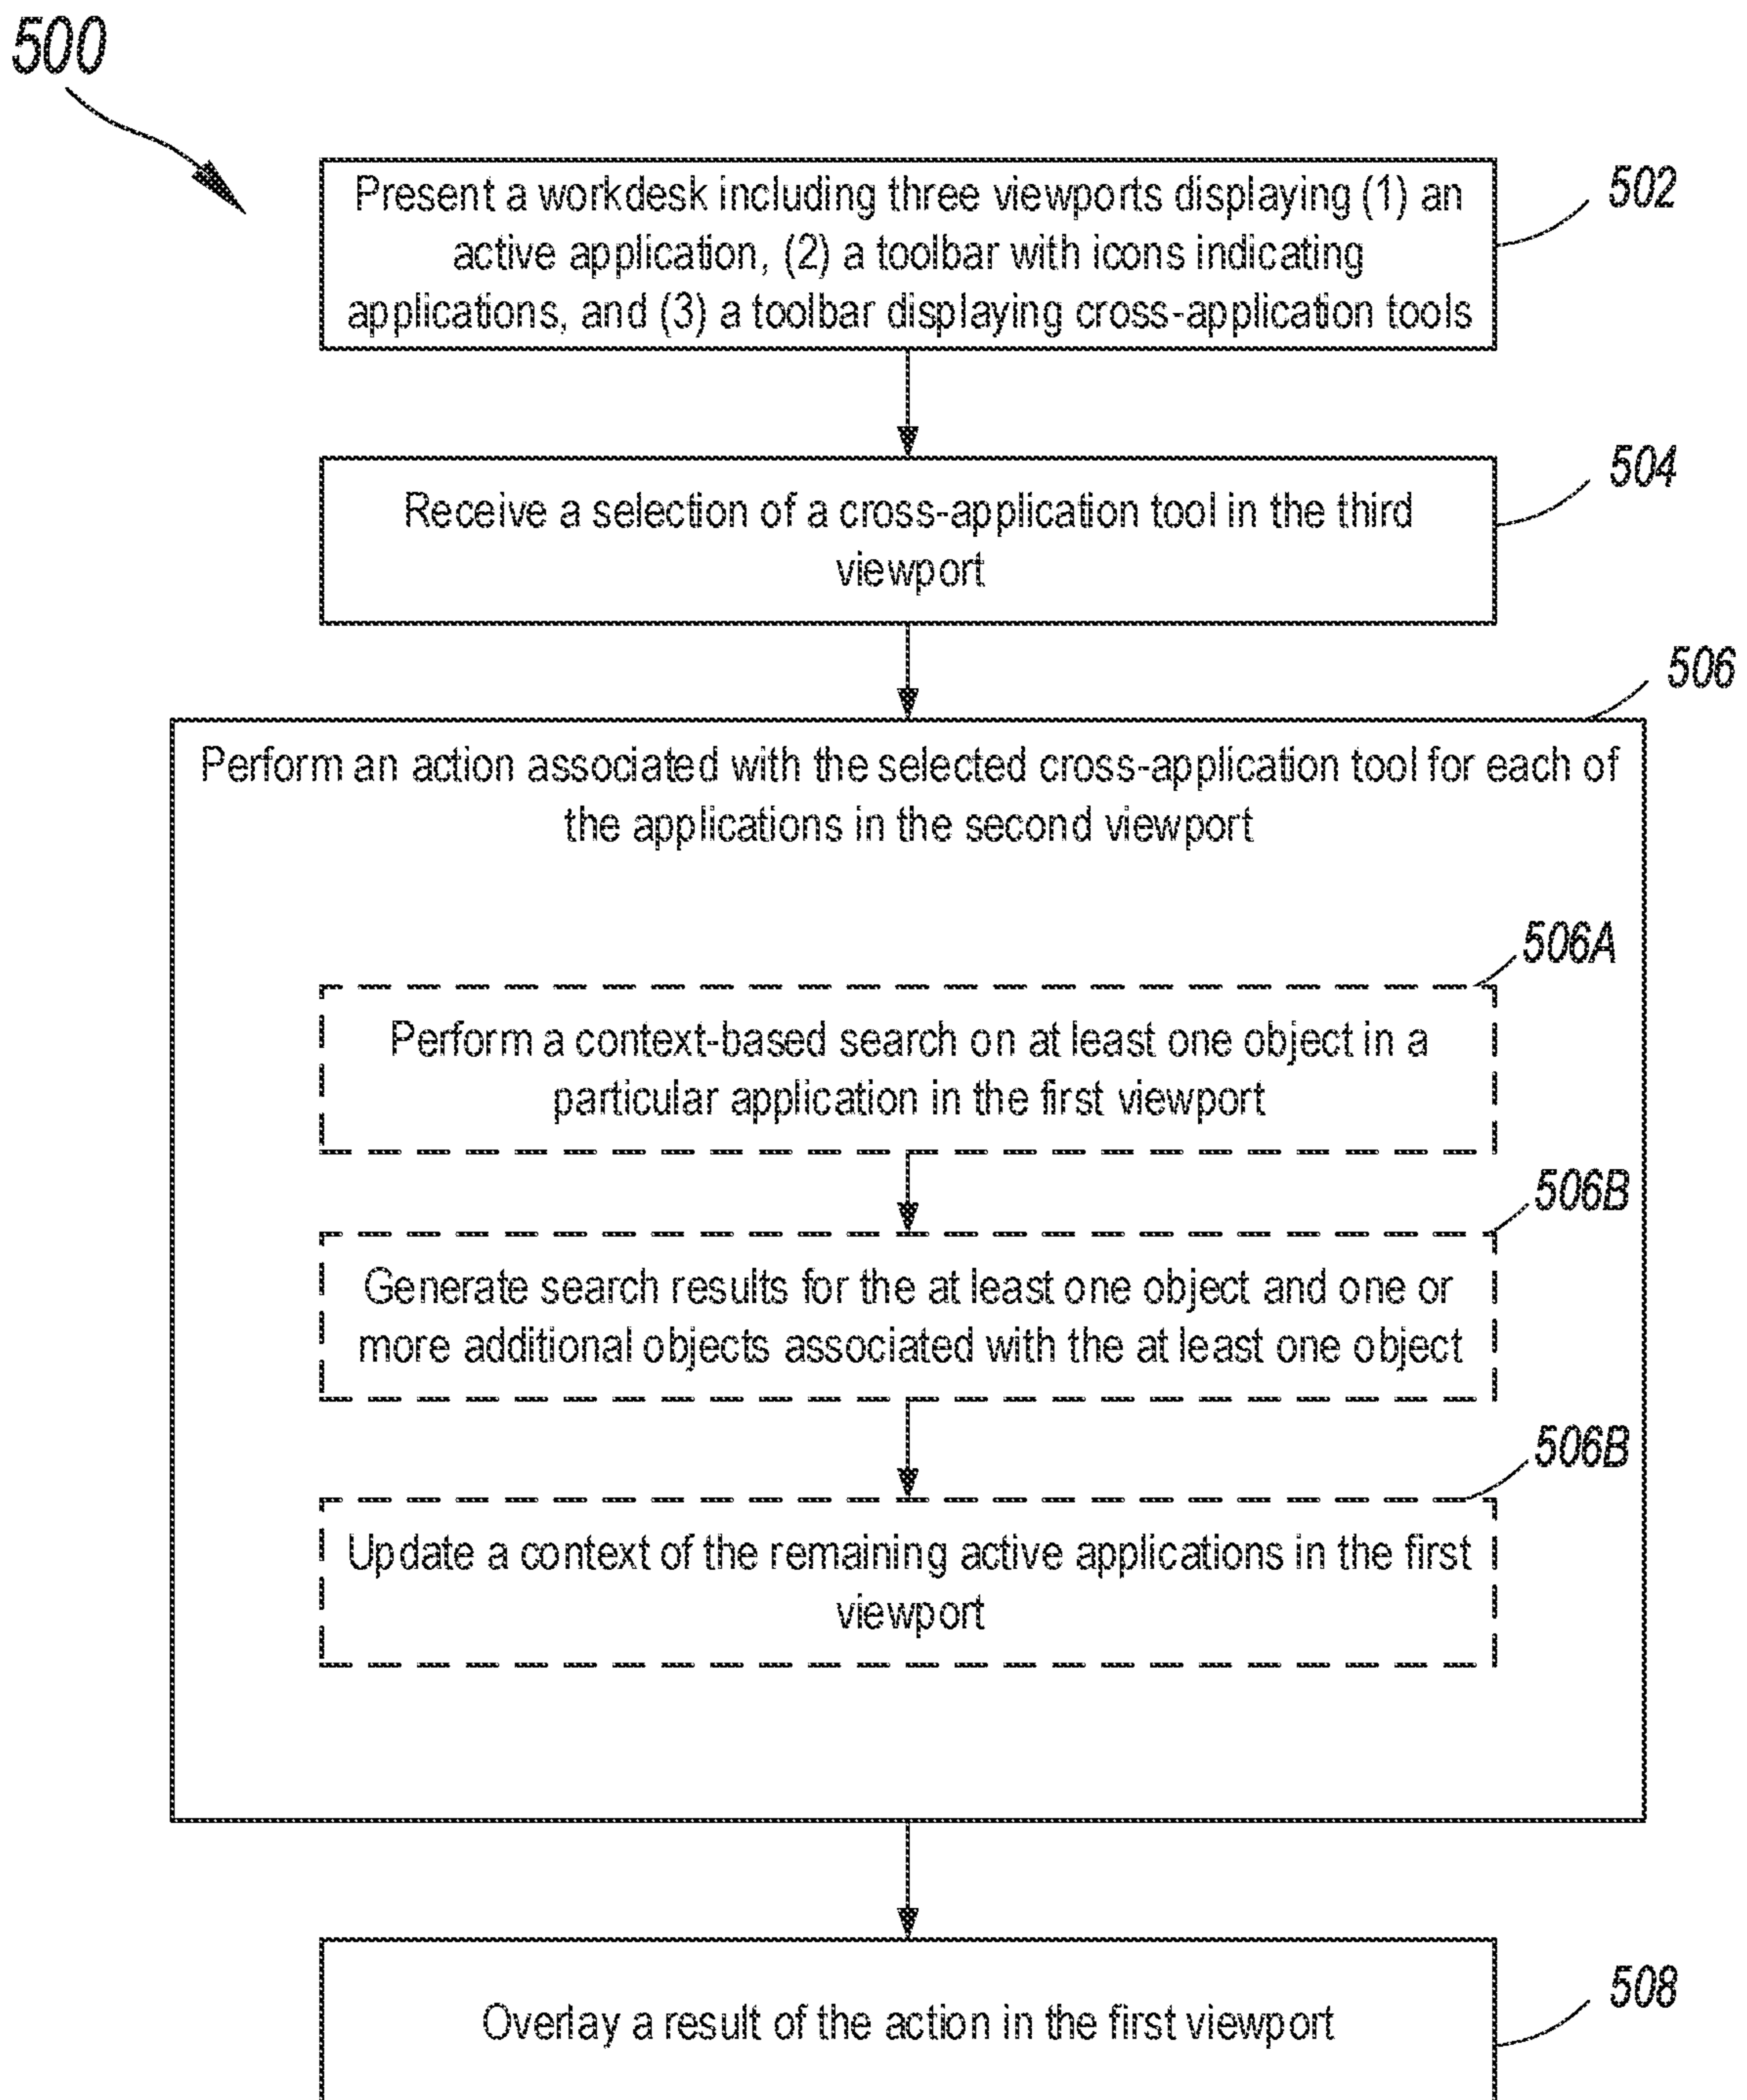 500
Present a workdesk including three viewports displaying (1) an
active application, (2) a toolbar with icons indicating
applications, and (3) a toolbar displaying cross-application tools
502
Receive a selection of a cross-application tool in the third
viewport
504
506
Perform an action associated with the selected cross-application tool for each of
the applications in the second viewport
506A
Perform a context-based search on at least one object in a
particular application in the first viewport
506B
Generate search results for the at least one object and one or
more additional objects associated with the at least one object
506B
Update a context of the remaining active applications in the first
viewport
Overlay a result of the action in the first viewport
508